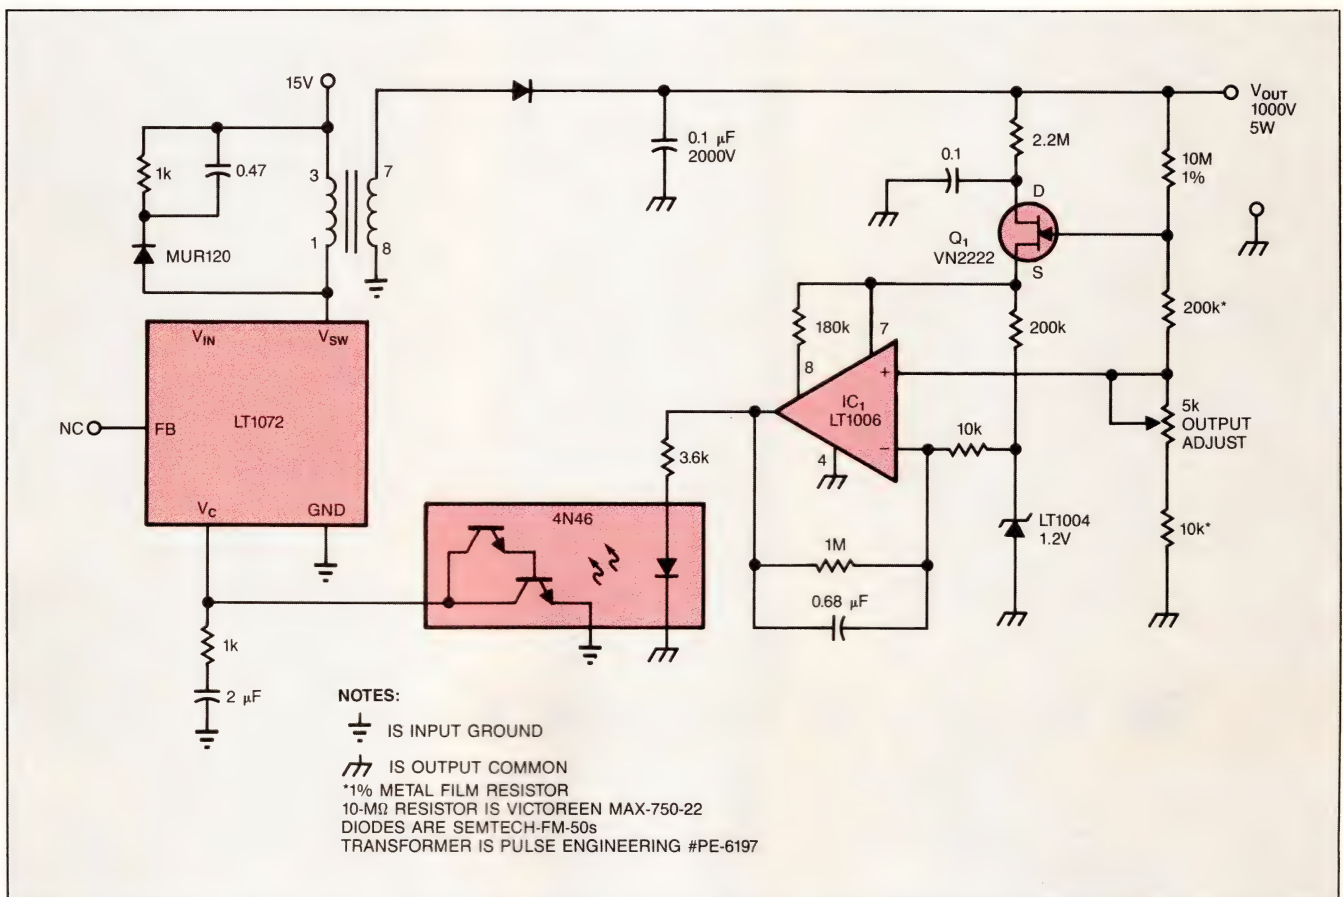 15V
1k
0.47
3
7
1
8
MUR120
V_IN
V_SW
NC
FB
LT1072
V_C
GND
1k
2 μF
0.1 μF
2000V
V_OUT
1000V
5W
2.2M
10M
1%
0.1
D
Q₁
VN2222
S
200k*
180k
7
200k
8
+
IC₁
LT1006
5k
OUTPUT
ADJUST
10k
−
4
3.6k
LT1004
1.2V
10k*
4N46
1M
0.68 μF
NOTES:
IS INPUT GROUND
IS OUTPUT COMMON
*1% METAL FILM RESISTOR
10-MΩ RESISTOR IS VICTOREEN MAX-750-22
DIODES ARE SEMTECH-FM-50s
TRANSFORMER IS PULSE ENGINEERING #PE-6197